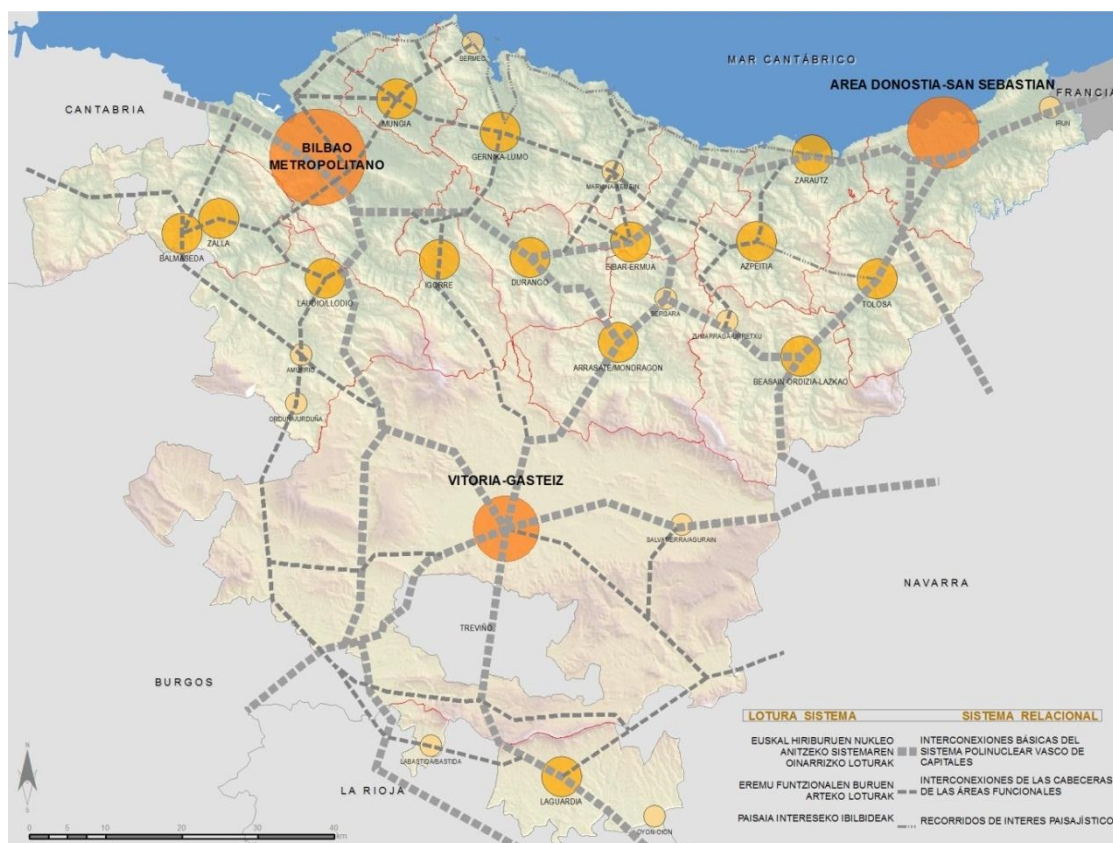 MAR CANTÁBRICO
AREA DONOSTIA-SAN SEBASTIAN
FRANCIA
CANTABRIA
BERMEO
IRUN
MUNGIA
BILBAO
METROPOLITANO
GERNIKA-LUMO
ZARAUTZ
MARKINA-XEMEIN
BALMASEDA
ZALLA
EIBAR-ERMUA
AZPEITIA
LAUDIO/LLODIO
IGORRE
DURANGO
TOLOSA
BERGARA
ZUMARRAGA-URRETXU
AMURRIO
ARRASATE/MONDRAGON
BEASAIN ORDIZIA-LAZKAO
ORDUÑA/URDUÑA
VITORIA-GASTEIZ
SALVATIERRA/AGURAIN
NAVARRA
TREVIÑO
BURGOS
LABASTIDA/BASTIDA
LA RIOJA
LAGUARDIA
OYON-OION
N
0 5 10 20 30 40
km
LOTURA SISTEMA
SISTEMA RELACIONAL
EUSKAL HIRIBURUEN NUKLEO
ANITZEKO SISTEMAREN
OINARRIZKO LOTURAK
INTERCONEXIONES BÁSICAS DEL
SISTEMA POLINUCLEAR VASCO DE
CAPITALES
EREMU FUNTZIONALEN BURUEN
ARTEKO LOTURAK
INTERCONEXIONES DE LAS CABECERAS
DE LAS ÁREAS FUNCIONALES
PAISAIA INTERESEKO IBILBIDEAK
RECORRIDOS DE INTERES PAISAJÍSTICO